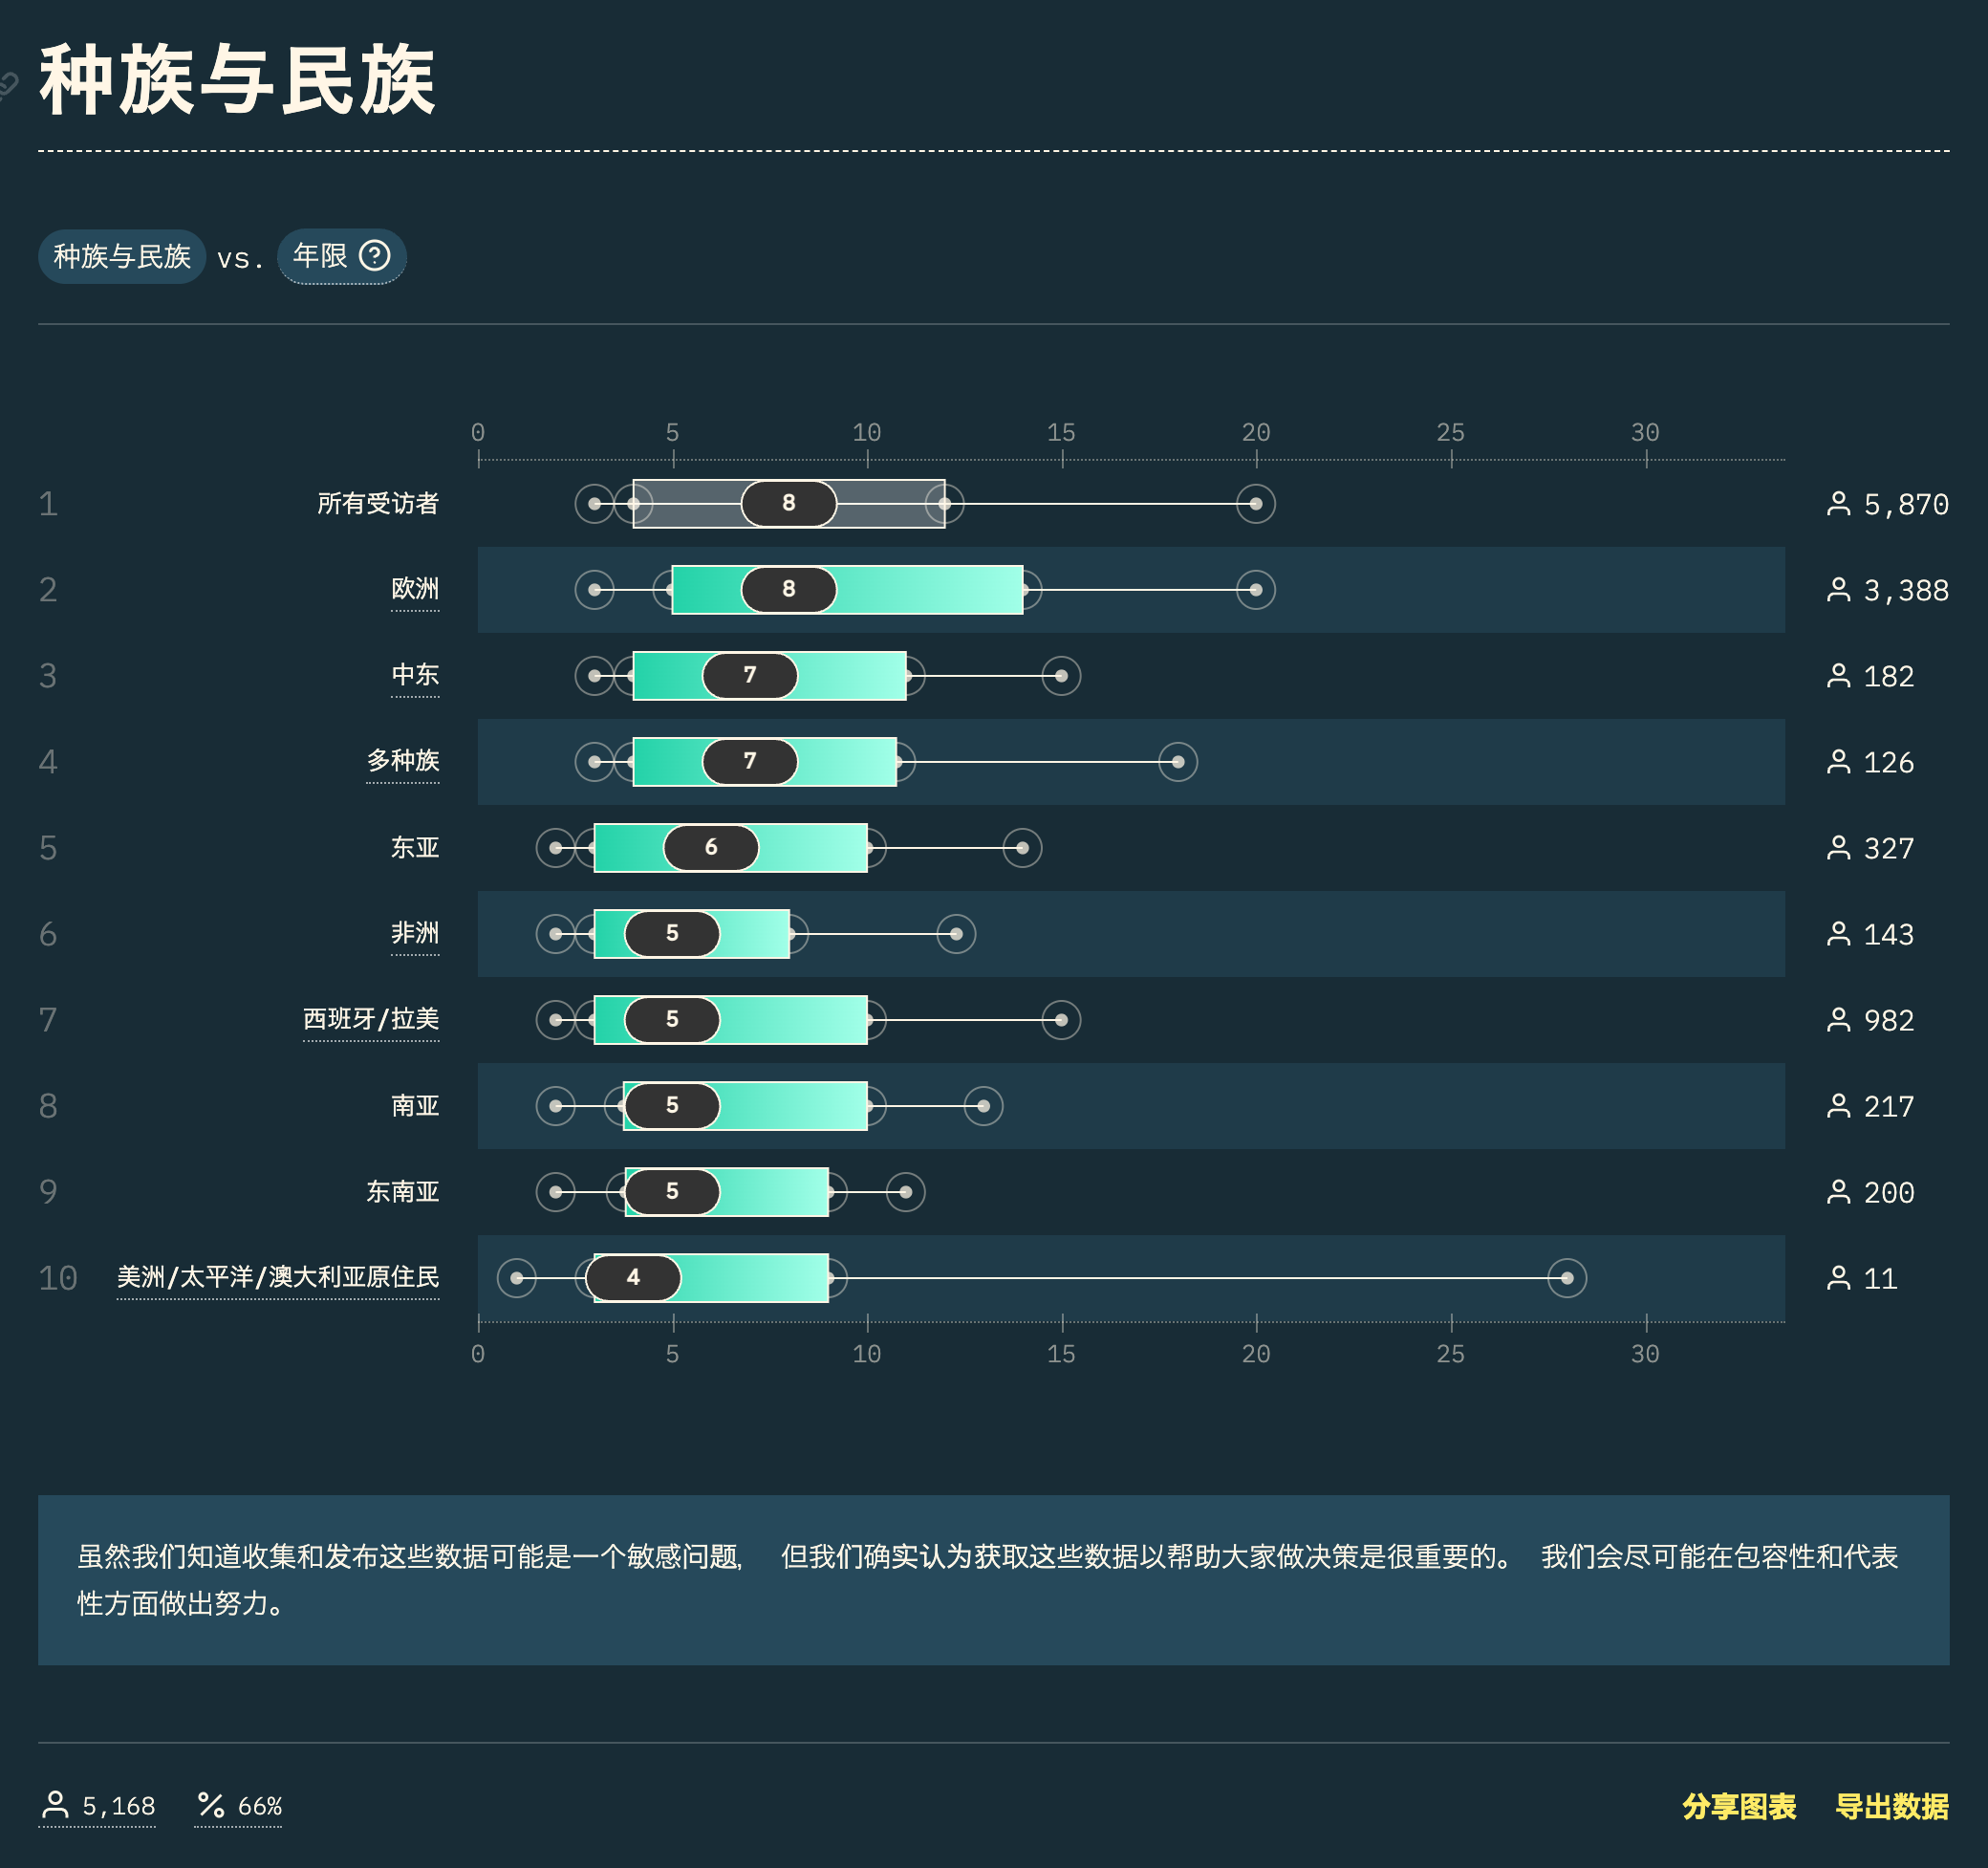 种族与民族
种族与民族 vs. 年限
0 5 10 15 20 25 30
1 所有受访者 8 5,870
2 欧洲 8 3,388
3 中东 7 182
4 多种族 7 126
5 东亚 6 327
6 非洲 5 143
7 西班牙/拉美 5 982
8 南亚 5 217
9 东南亚 5 200
10 美洲/太平洋/澳大利亚原住民 4 11
0 5 10 15 20 25 30
虽然我们知道收集和发布这些数据可能是一个敏感问题, 但我们确实认为获取这些数据以帮助大家做决策是很重要的。 我们会尽可能在包容性和代表
性方面做出努力。
5,168 66% 分享图表 导出数据